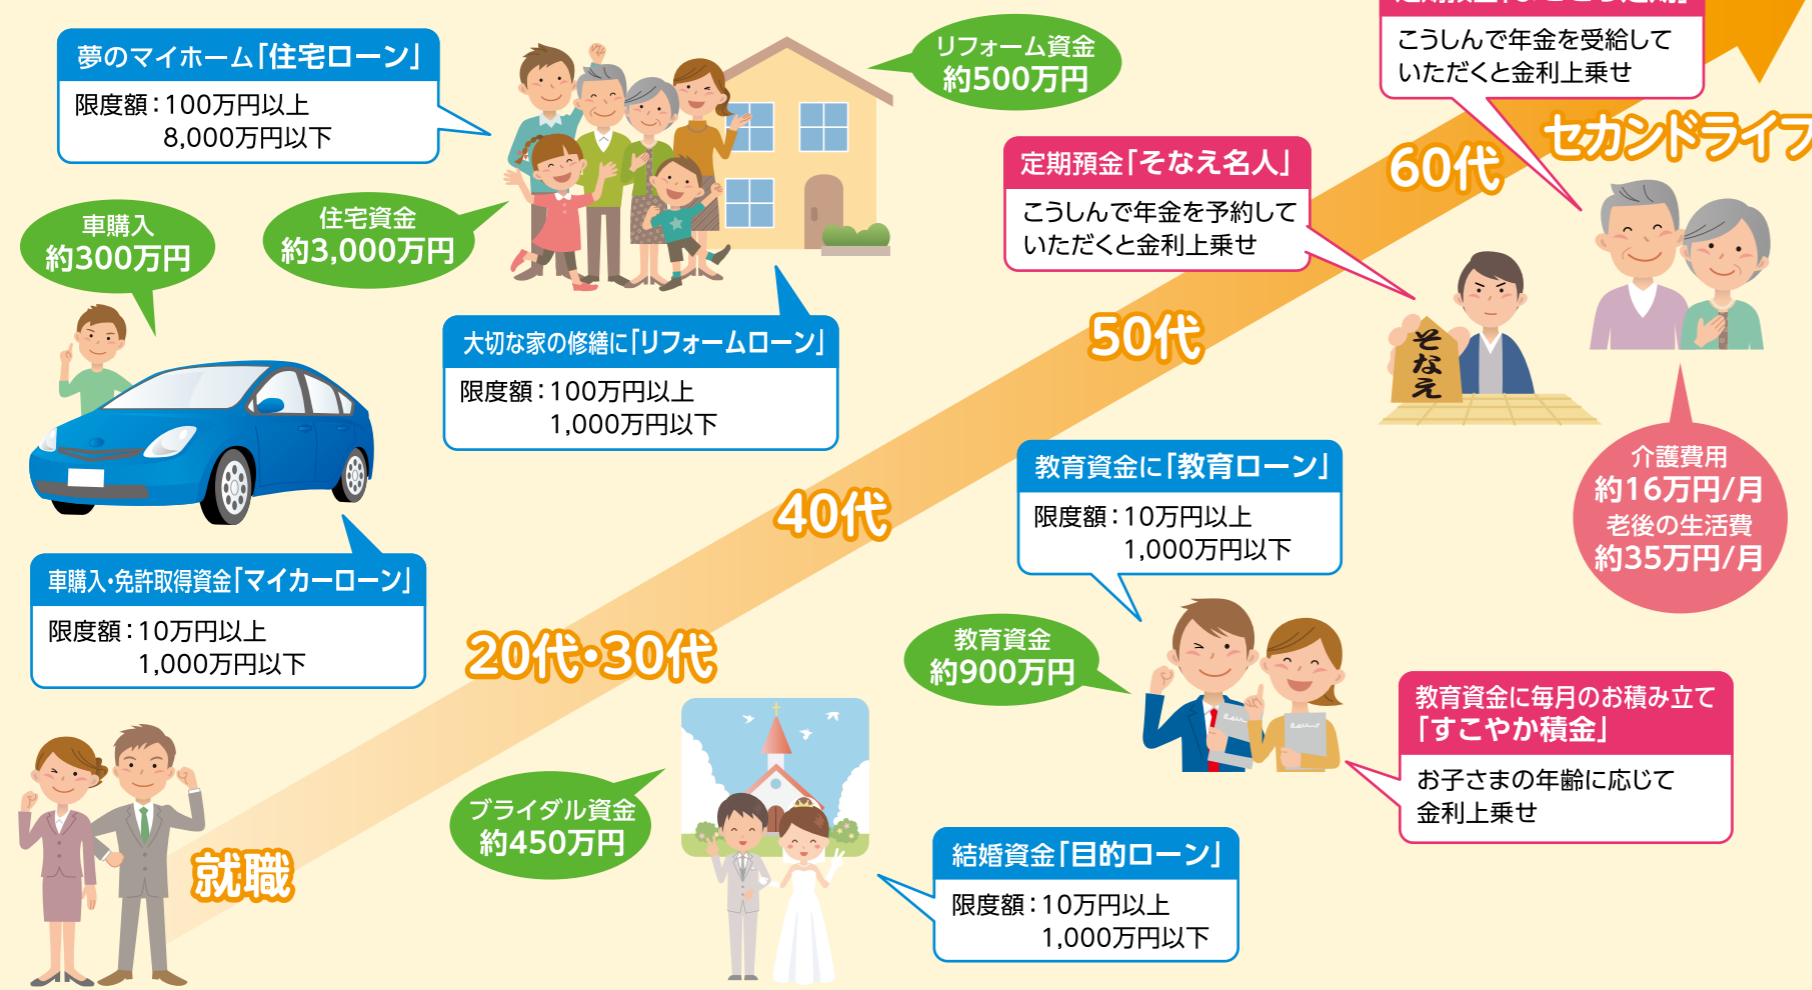 夢のマイホーム「住宅ローン」
限度額：100万円以上
8,000万円以下
リフォーム資金
約500万円
こうしんで年金を受給して
いただくと金利上乗せ
セカンドライフ
60代
定期預金「そなえ名人」
こうしんで年金を予約して
いただくと金利上乗せ
車購入
約300万円
住宅資金
約3,000万円
大切な家の修繕に「リフォームローン」
限度額：100万円以上
1,000万円以下
50代
そなえ
教育資金に「教育ローン」
限度額：10万円以上
1,000万円以下
介護費用
約16万円/月
老後の生活費
約35万円/月
40代
車購入・免許取得資金「マイカーローン」
限度額：10万円以上
1,000万円以下
20代・30代
教育資金
約900万円
教育資金に毎月のお積み立て
「すこやか積金」
お子さまの年齢に応じて
金利上乗せ
ブライダル資金
約450万円
就職
結婚資金「目的ローン」
限度額：10万円以上
1,000万円以下